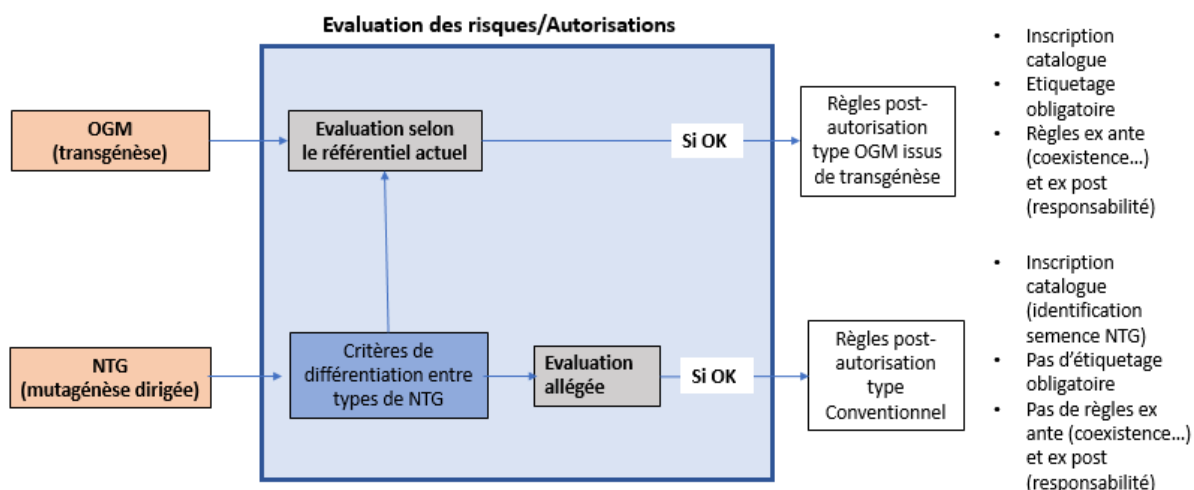 Evaluation des risques/Autorisations
OGM
(transgénèse)
Evaluation selon
le référentiel actuel
Si OK
Règles post-
autorisation
type OGM issus
de transgénèse
• Inscription
catalogue
• Etiquetage
obligatoire
• Règles ex ante
(coexistence...)
et ex post
(responsabilité)
NTG
(mutagénèse dirigée)
Critères de
différentiation entre
types de NTG
Evaluation
allégée
Si OK
Règles post-
autorisation
type
Conventionnel
• Inscription
catalogue
(identification
semence NTG)
• Pas d'étiquetage
obligatoire
• Pas de règles ex
ante (coexistence...)
et ex post
(responsabilité)